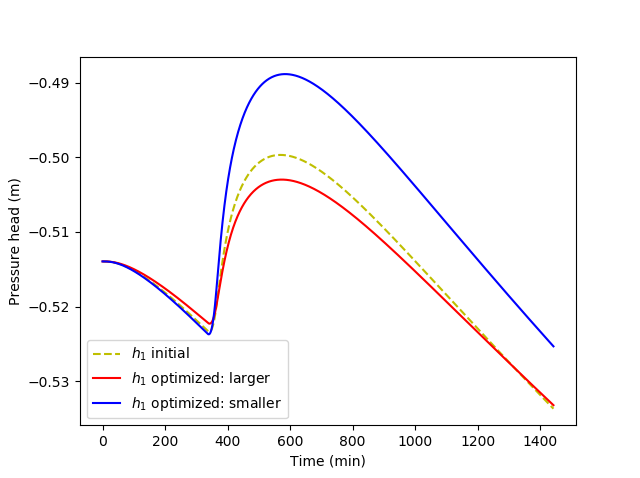 −0.49
−0.50
−0.51
−0.52
−0.53
Pressure head (m)
h₁ initial
h₁ optimized: larger
h₁ optimized: smaller
0 200 400 600 800 1000 1200 1400
Time (min)